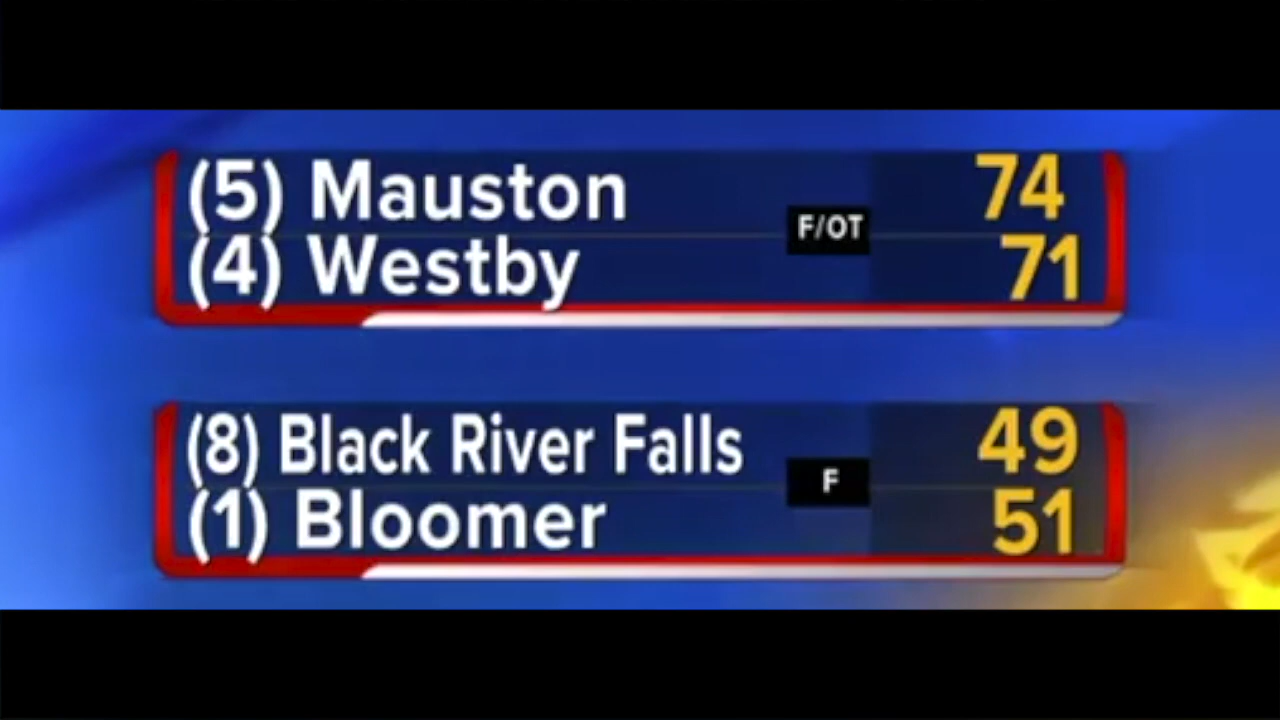 (5) Mauston 74
F/OT
(4) Westby 71
(8) Black River Falls 49
F
(1) Bloomer 51